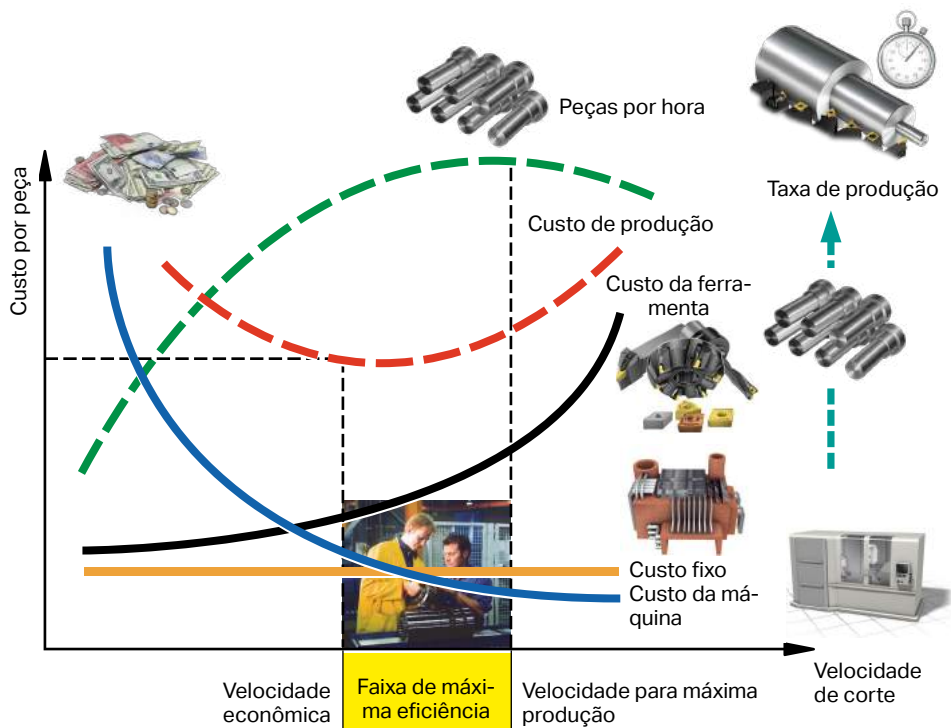 Peças por hora
Taxa de produção
Custo por peça
Custo de produção
Custo da ferra-
menta
Custo fixo
Custo da má-
quina
Velocidade
econômica
Faixa de máxi-
ma eficiência
Velocidade para máxima
produção
Velocidade
de corte